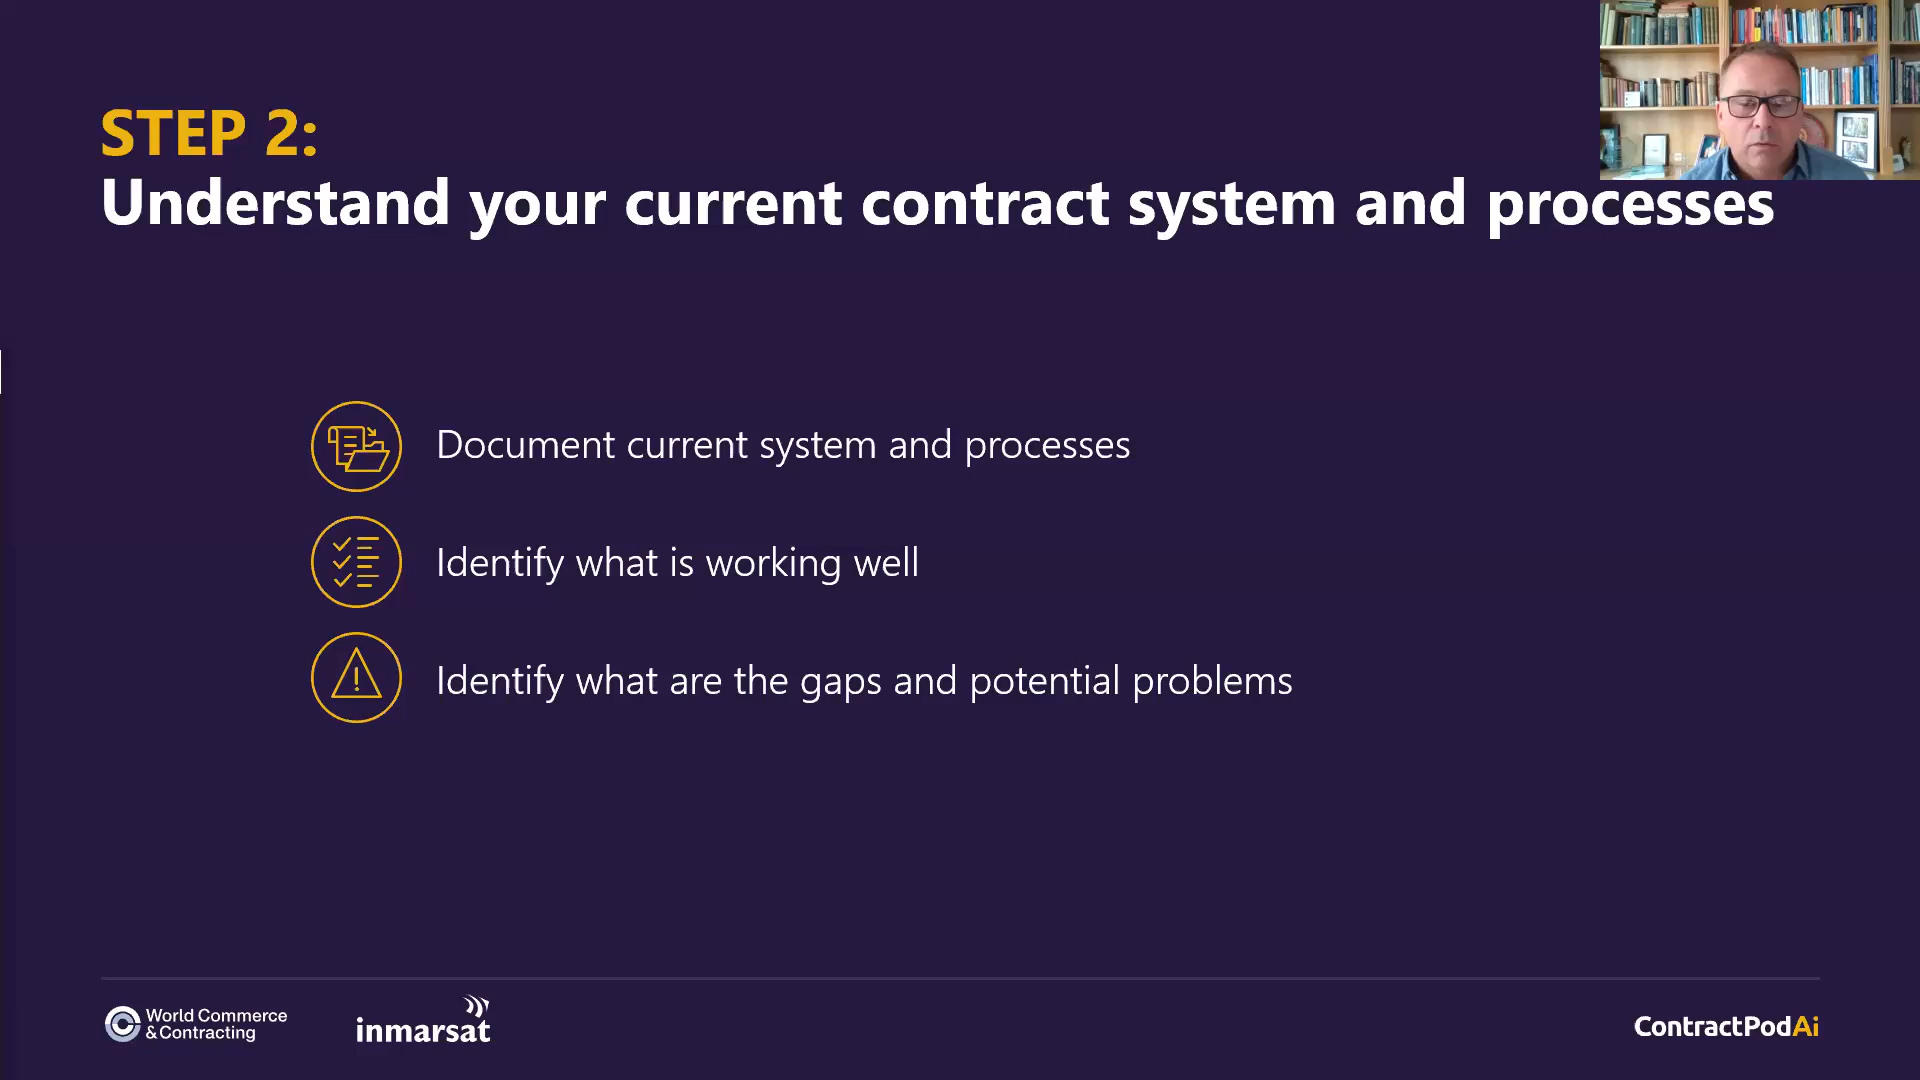 STEP 2:
Understand your current contract system and processes
Document current system and processes
Identify what is working well
Identify what are the gaps and potential problems
World Commerce
& Contracting
inmarsat
ContractPodAi